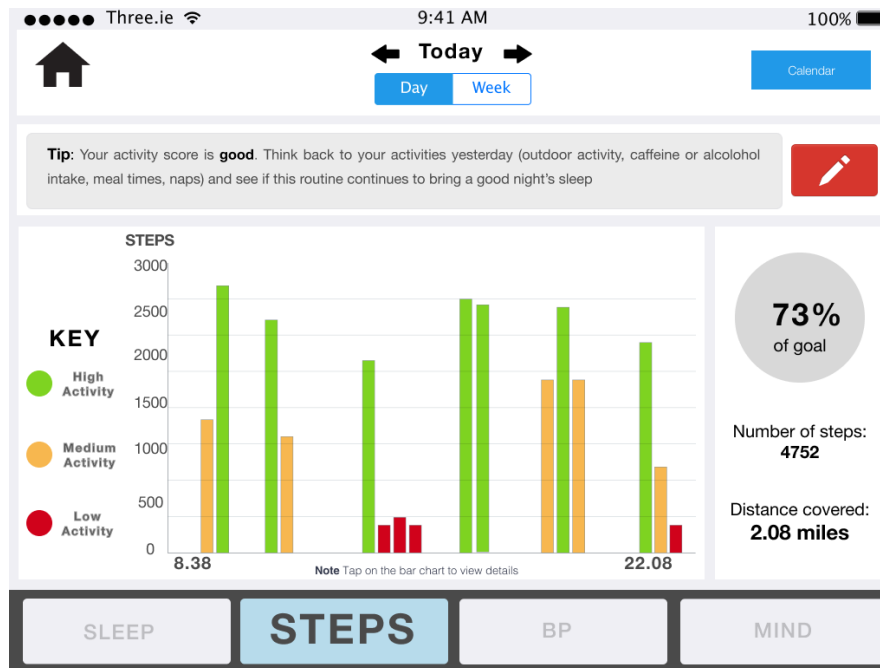 Three.ie 9:41 AM 100%
Today
Day Week
Calendar
Tip: Your activity score is good. Think back to your activities yesterday (outdoor activity, caffeine or alcolohol
intake, meal times, naps) and see if this routine continues to bring a good night's sleep
STEPS
3000
2500
2000
1500
1000
500
0
8.38
22.08
Note Tap on the bar chart to view details
KEY
High
Activity
Medium
Activity
Low
Activity
73%
of goal
Number of steps:
4752
Distance covered:
2.08 miles
SLEEP STEPS BP MIND